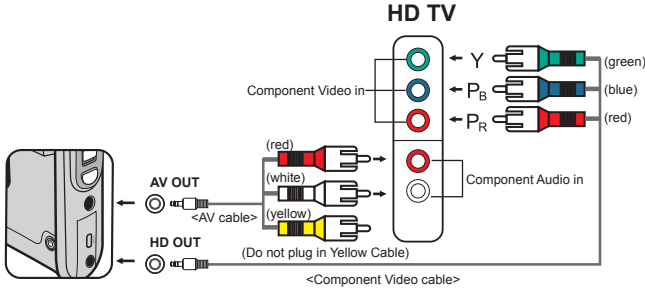 HD TV
Y
(green)
Component Video in
PB
(blue)
PR
(red)
(red)
(white)
Component Audio in
AV OUT
<AV cable>
(yellow)
HD OUT
(Do not plug in Yellow Cable)
<Component Video cable>